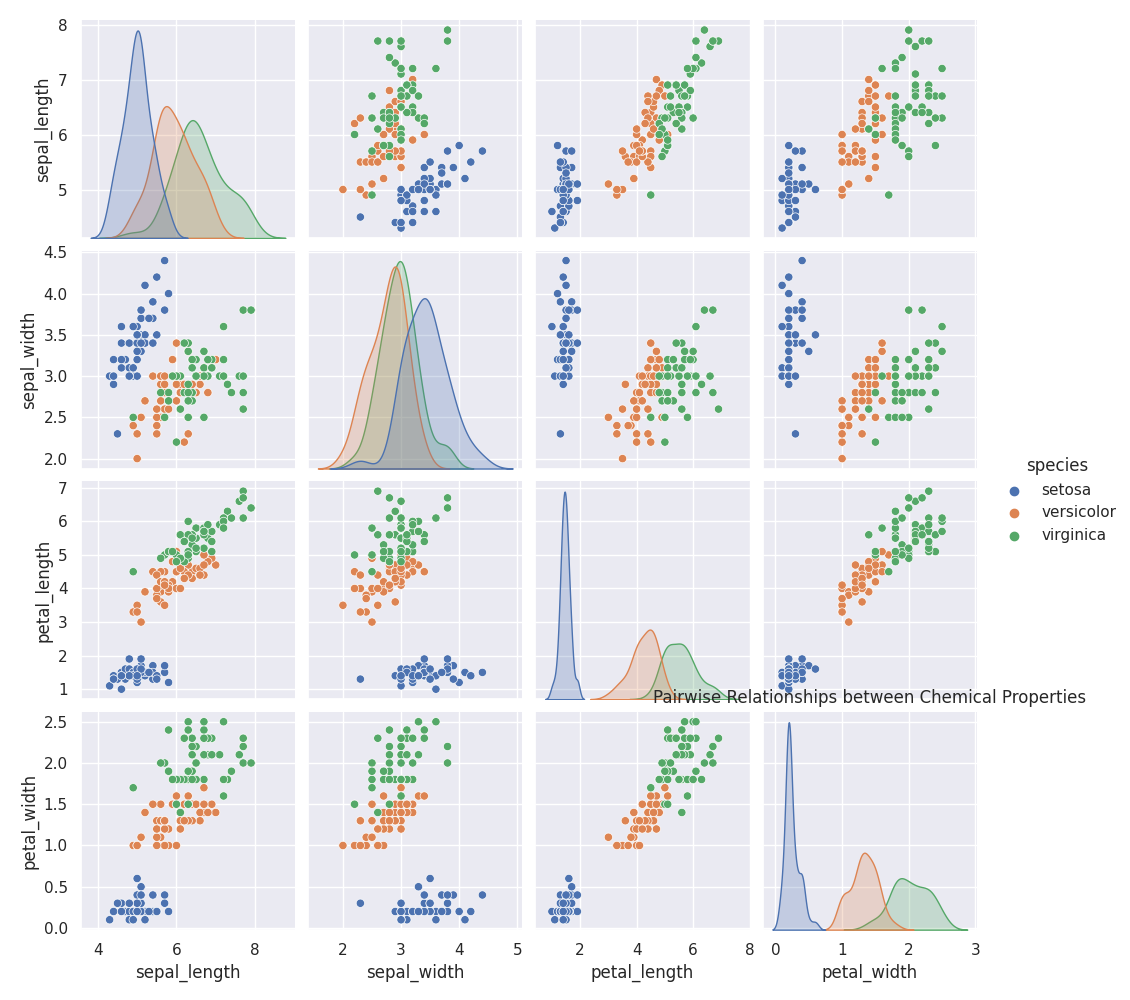 8
7
6
5
sepal_length
4.5
4.0
3.5
3.0
2.5
2.0
sepal_width
species
setosa
versicolor
virginica
7
6
5
4
3
2
1
petal_length
Pairwise Relationships between Chemical Properties
2.5
2.0
1.5
1.0
0.5
0.0
petal_width
4 6 8
2 3 4 5
2 4 6 8
0 1 2 3
sepal_length
sepal_width
petal_length
petal_width